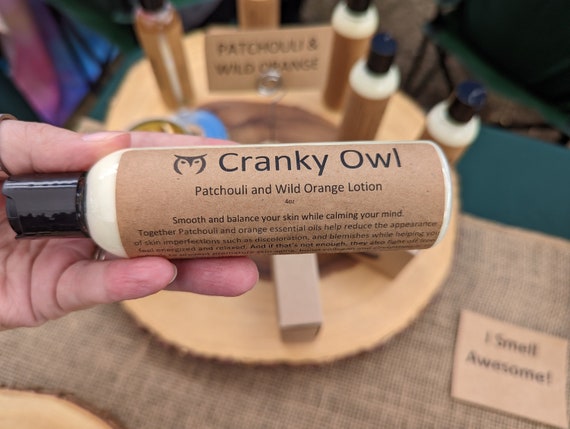 PATCHOULI &
WILD ORANGE
Cranky Owl
Patchouli and Wild Orange Lotion
4oz
Smooth and balance your skin while calming your mind.
Together Patchouli and orange essential oils help reduce the appearance
of skin imperfections such as discoloration, and blemishes while helping you
feel energized and relaxed. And if that's not enough, they also fight off
I Smell
Awesome!